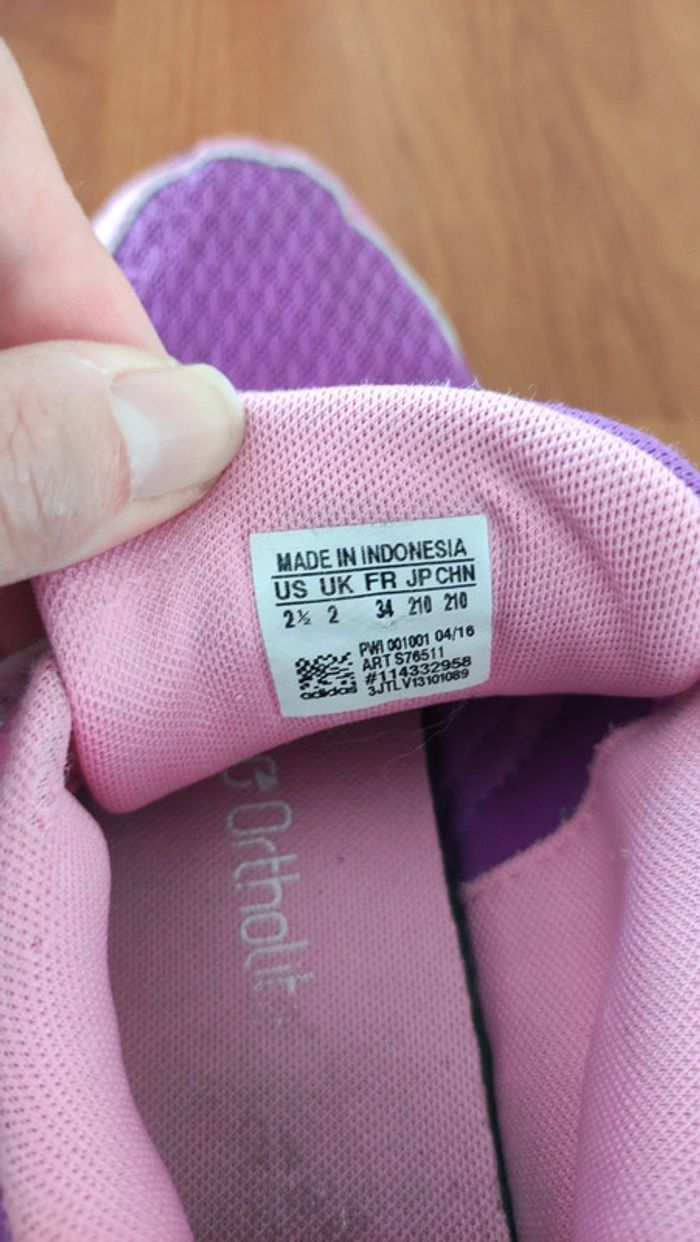 MADE IN INDONESIA
US UK FR JP CHN
2½ 2 34 210 210
PWI 001001 04/16
ART S76511
#114332958
3JTLV13101089
adidas
Ortholit